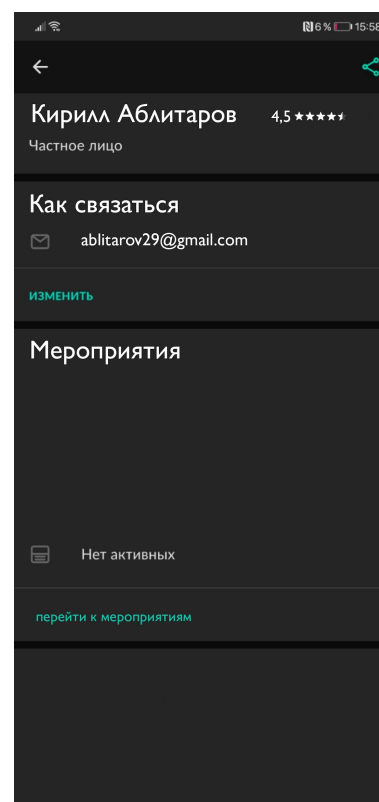 6 % 15:58
Кирилл Аблитаров 4,5
Частное лицо
Как связаться
ablitarov29@gmail.com
ИЗМЕНИТЬ
Мероприятия
Нет активных
перейти к мероприятиям